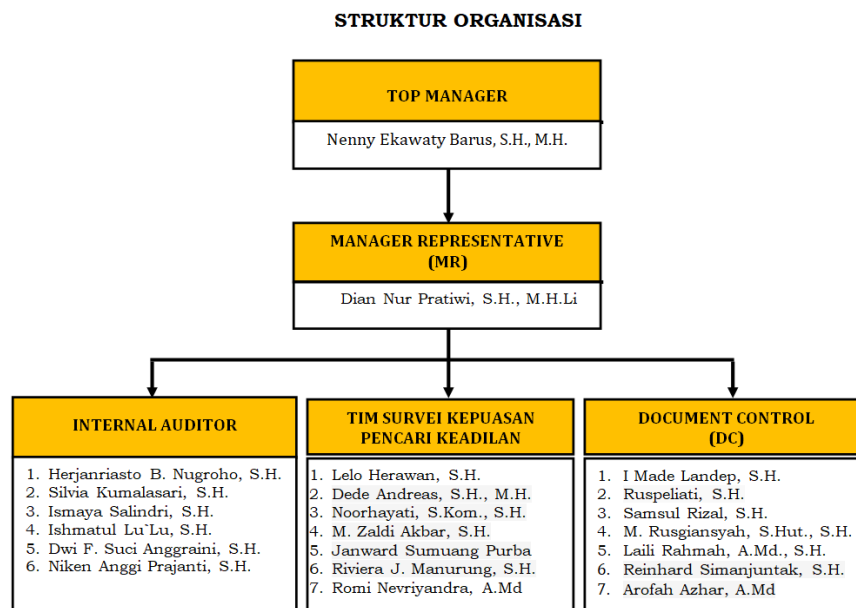 STRUKTUR ORGANISASI
TOP MANAGER
Nenny Ekawaty Barus, S.H., M.H.
MANAGER REPRESENTATIVE
(MR)
Dian Nur Pratiwi, S.H., M.H.Li
INTERNAL AUDITOR
1. Herjanriasto B. Nugroho, S.H.
2. Silvia Kumalasari, S.H.
3. Ismaya Salindri, S.H.
4. Ishmatul Lu`Lu, S.H.
5. Dwi F. Suci Anggraini, S.H.
6. Niken Anggi Prajanti, S.H.
TIM SURVEI KEPUASAN
PENCARI KEADILAN
1. Lelo Herawan, S.H.
2. Dede Andreas, S.H., M.H.
3. Noorhayati, S.Kom., S.H.
4. M. Zaldi Akbar, S.H.
5. Janward Sumuang Purba
6. Riviera J. Manurung, S.H.
7. Romi Nevriyandra, A.Md
DOCUMENT CONTROL
(DC)
1. I Made Landep, S.H.
2. Ruspeliati, S.H.
3. Samsul Rizal, S.H.
4. M. Rusgiansyah, S.Hut., S.H.
5. Laili Rahmah, A.Md., S.H.
6. Reinhard Simanjuntak, S.H.
7. Arofah Azhar, A.Md